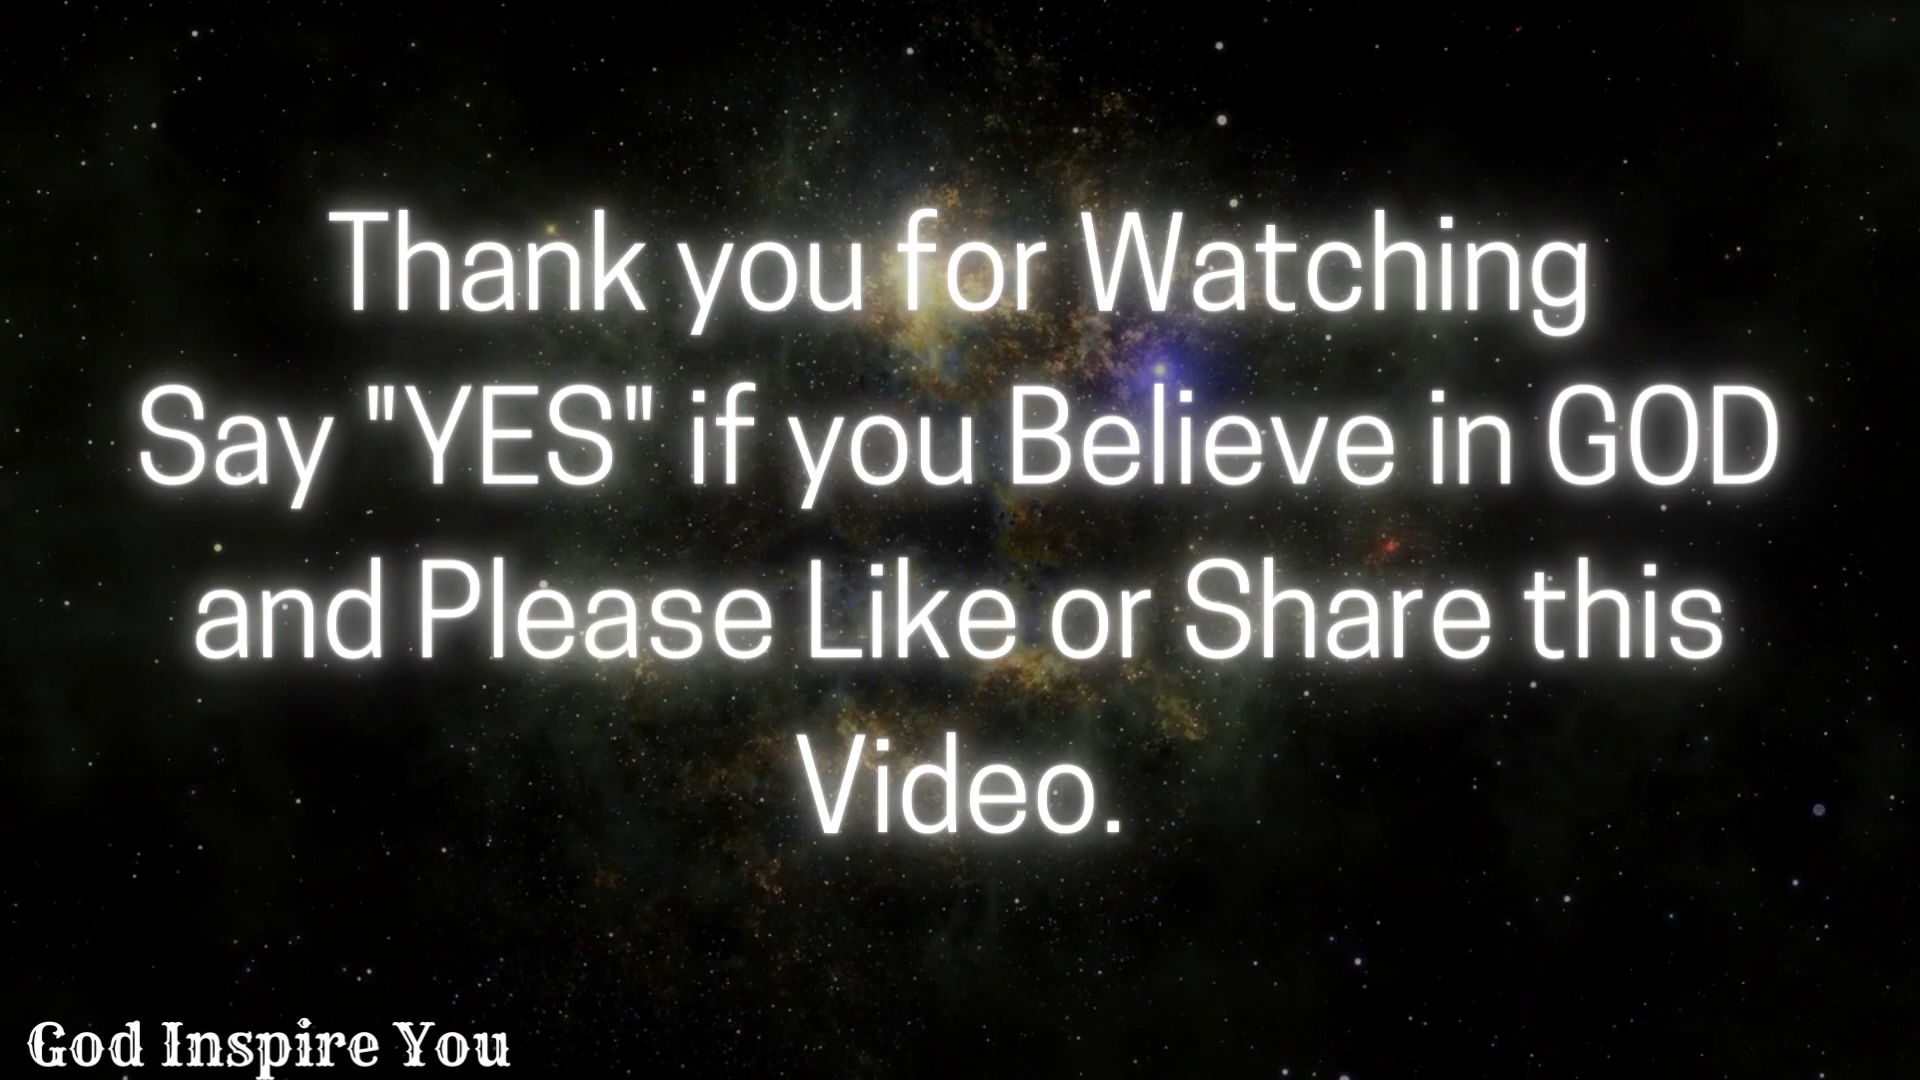 Thank you for Watching
Say "YES" if you Believe in GOD
and Please Like or Share this
Video.
God Inspire You